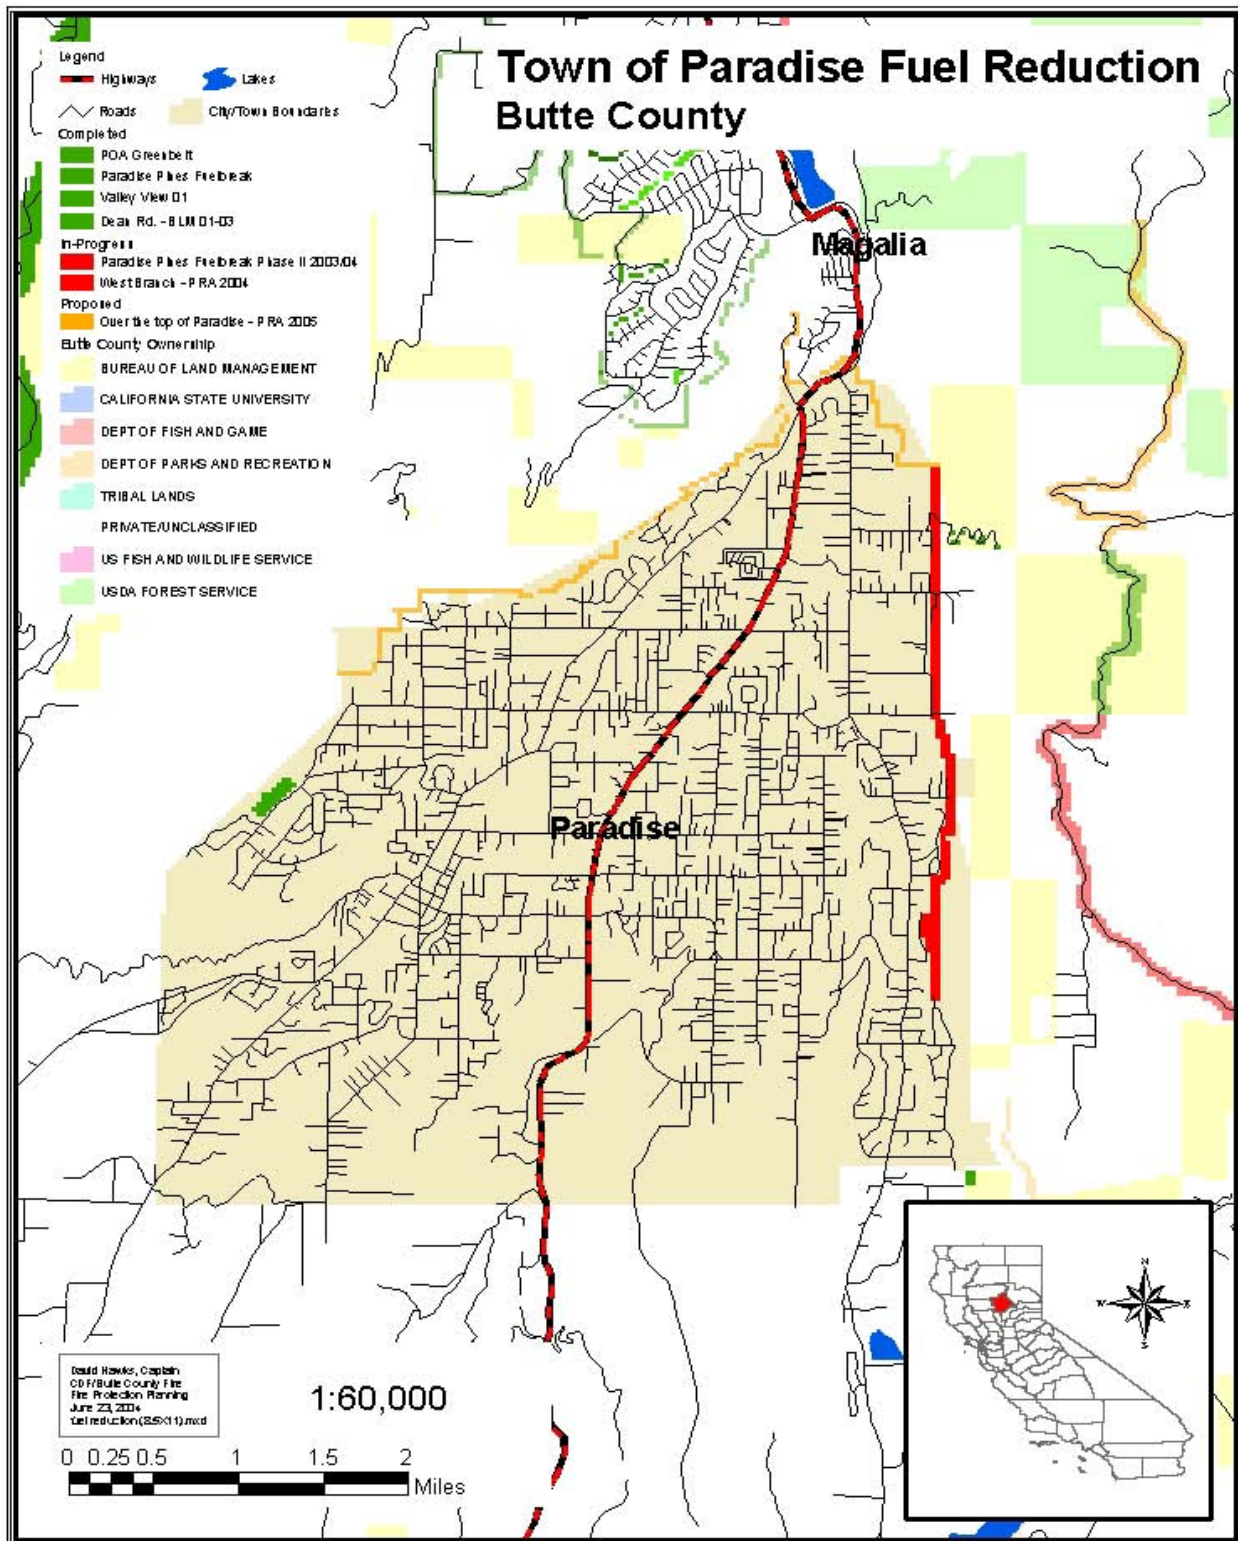 Town of Paradise Fuel Reduction
Butte County
Legend
Highways
Lakes
Roads
City/Town Boundaries
Completed
POA Greenbelt
Paradise Pines Fuelbreak
Valley View 01
Dean Rd. - BLM 01-03
In-Progress
Paradise Pines Fuelbreak Phase II 2003/04
West Branch - PRA 2004
Proposed
Over the top of Paradise - PRA 2005
Butte County Ownership
BUREAU OF LAND MANAGEMENT
CALIFORNIA STATE UNIVERSITY
DEPT OF FISH AND GAME
DEPT OF PARKS AND RECREATION
TRIBAL LANDS
PRIVATE/UNCLASSIFIED
US FISH AND WILDLIFE SERVICE
USDA FOREST SERVICE
Magalia
Paradise
N
W
E
S
David Hawks, Captain
CDF/Butte County Fire
Fire Protection Planning
June 23, 2004
fuel reduction(8.5X11).mxd
1:60,000
0 0.25 0.5 1 1.5 2
Miles